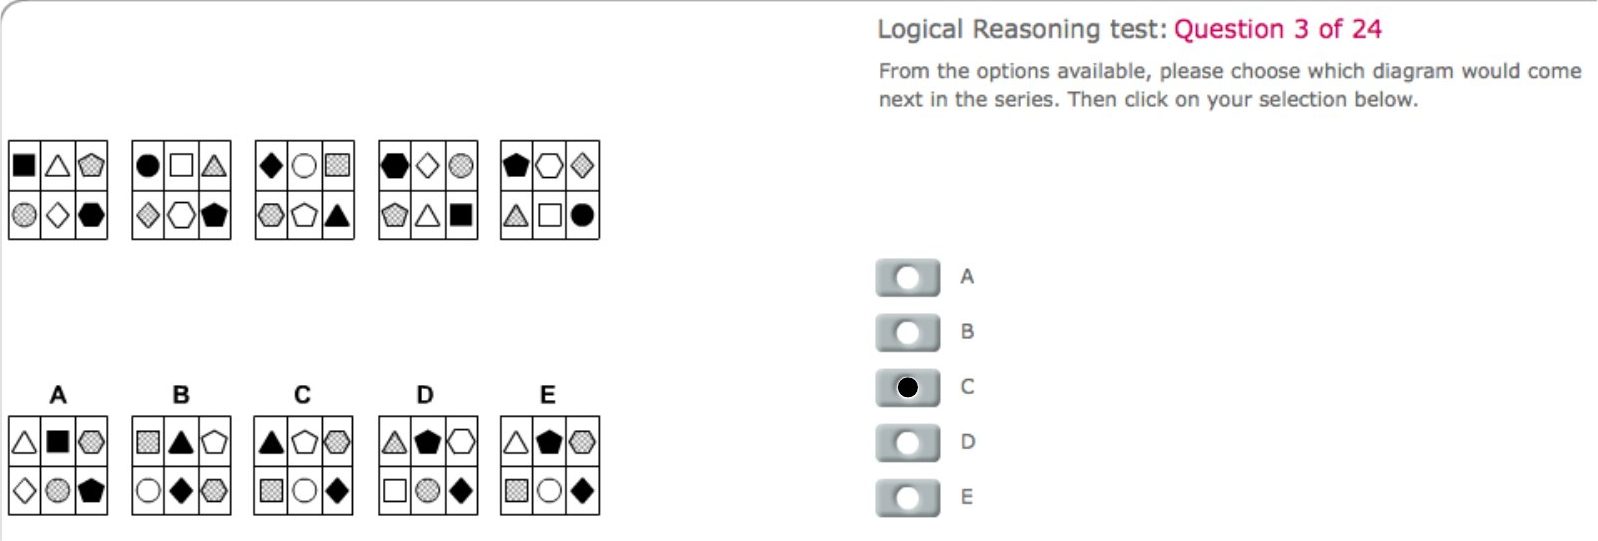 Logical Reasoning test: Question 3 of 24
From the options available, please choose which diagram would come
next in the series. Then click on your selection below.
A
B
C
D
E
A B C D E